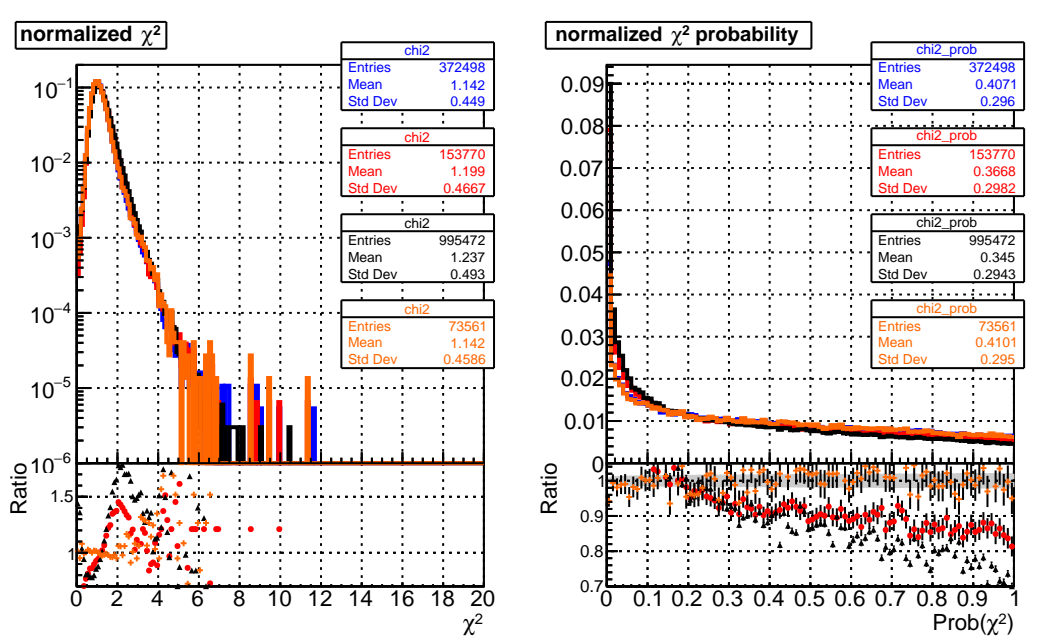 normalized χ²
chi2
Entries 372498
Mean 1.142
Std Dev 0.449
chi2
Entries 153770
Mean 1.199
Std Dev 0.4667
chi2
Entries 995472
Mean 1.237
Std Dev 0.493
chi2
Entries 73561
Mean 1.142
Std Dev 0.4586
10⁻¹
10⁻²
10⁻³
10⁻⁴
10⁻⁵
10⁻⁶
Ratio
1.5
1
0 2 4 6 8 10 12 14 16 18 20
χ²
normalized χ² probability
chi2_prob
Entries 372498
Mean 0.4071
Std Dev 0.296
chi2_prob
Entries 153770
Mean 0.3668
Std Dev 0.2982
chi2_prob
Entries 995472
Mean 0.345
Std Dev 0.2943
chi2_prob
Entries 73561
Mean 0.4101
Std Dev 0.295
0.09
0.08
0.07
0.06
0.05
0.04
0.03
0.02
0.01
0
Ratio
1
0.9
0.8
0.7
0 0.1 0.2 0.3 0.4 0.5 0.6 0.7 0.8 0.9 1
Prob(χ²)